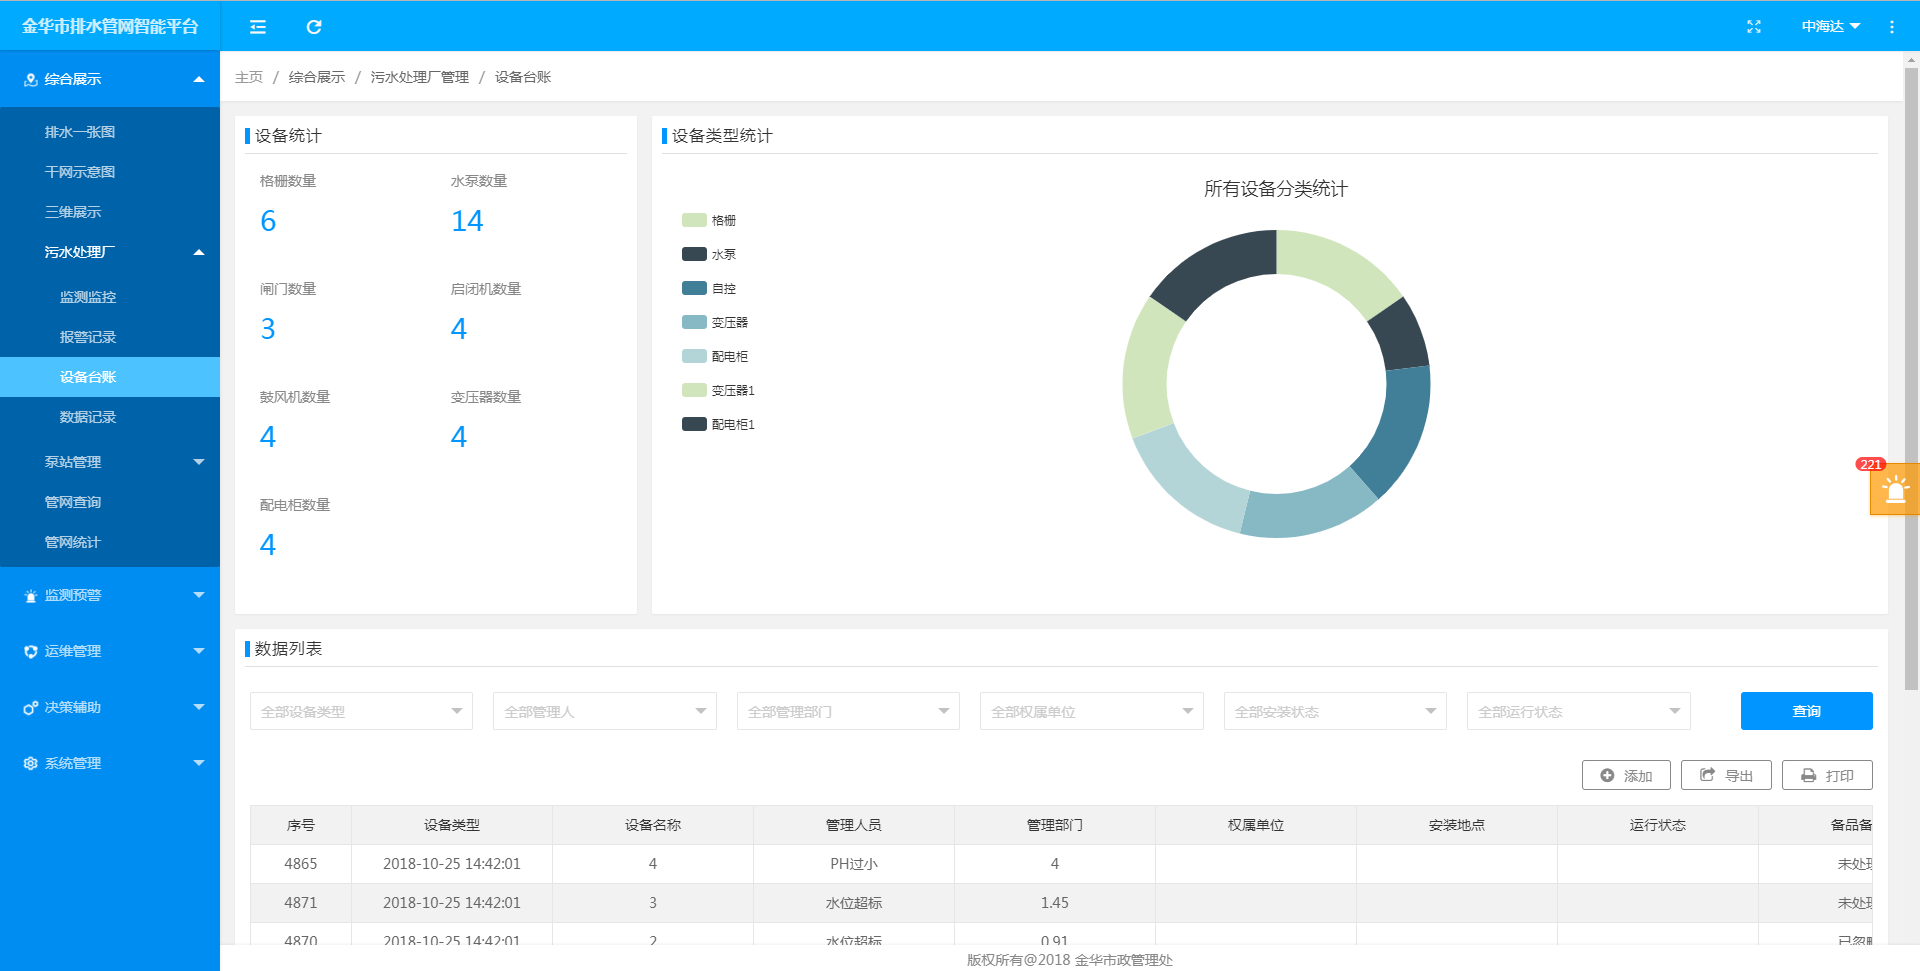 金华市排水管网智能平台
中海达
综合展示
排水一张图
干网示意图
三维展示
污水处理厂
监测监控
报警记录
设备台账
数据记录
泵站管理
管网查询
管网统计
监测预警
运维管理
决策辅助
系统管理
主页 / 综合展示 / 污水处理厂管理 / 设备台账
设备统计
格栅数量 水泵数量
6 14
闸门数量 启闭机数量
3 4
鼓风机数量 变压器数量
4 4
配电柜数量
4
设备类型统计
所有设备分类统计
格栅
水泵
自控
变压器
配电柜
变压器1
配电柜1
221
数据列表
全部设备类型 全部管理人 全部管理部门 全部权属单位 全部安装状态 全部运行状态 查询
添加 导出 打印
序号 设备类型 设备名称 管理人员 管理部门 权属单位 安装地点 运行状态 备品备
4865 2018-10-25 14:42:01 4 PH过小 4 未处理
4871 2018-10-25 14:42:01 3 水位超标 1.45 未处理
4870 2018-10-25 14:42:01 2 水位超标 0.91 已忽略
版权所有@2018 金华市政管理处